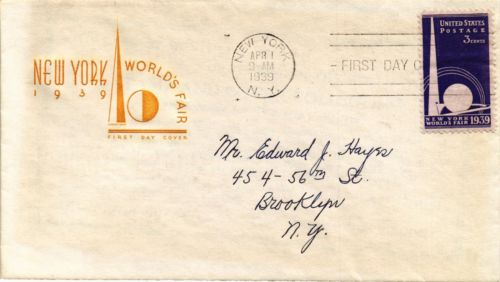 NEW YORK
1939
WORLD'S FAIR
FIRST DAY COVER
NEW YORK
APR 1
9-AM
1939
N.Y.
FIRST DAY O
UNITED STATES
POSTAGE
3 CENTS
NEW YORK
WORLD'S FAIR 1939
Mr. Edward J. Hayes
454-56th St.
Brooklyn
N.Y.